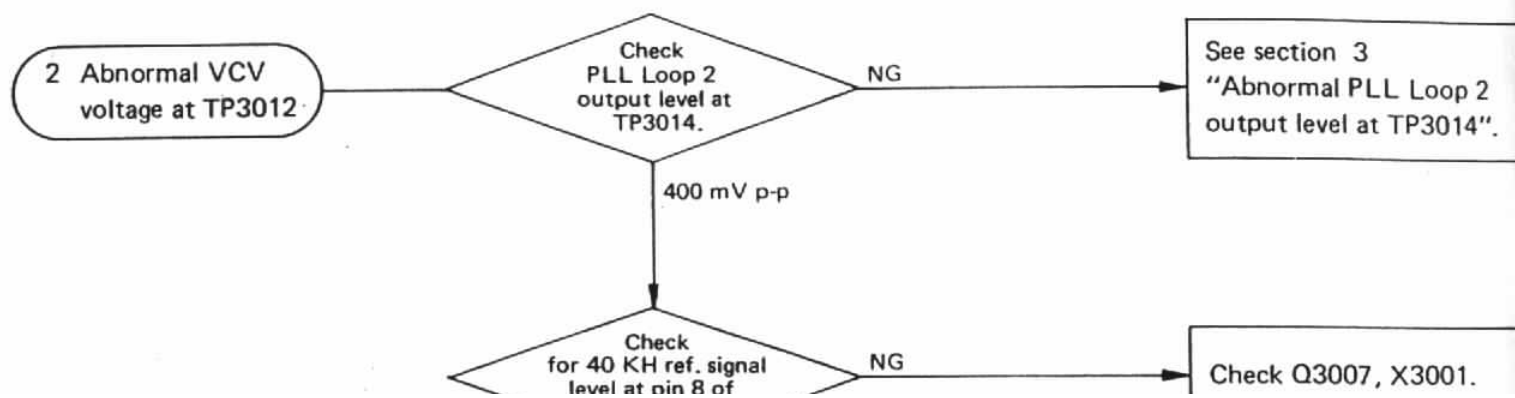 2 Abnormal VCV
voltage at TP3012
Check
PLL Loop 2
output level at
TP3014.
NG
See section 3
"Abnormal PLL Loop 2
output level at TP3014".
400 mV p-p
Check
for 40 KH ref. signal
level at pin 8 of
NG
Check Q3007, X3001.